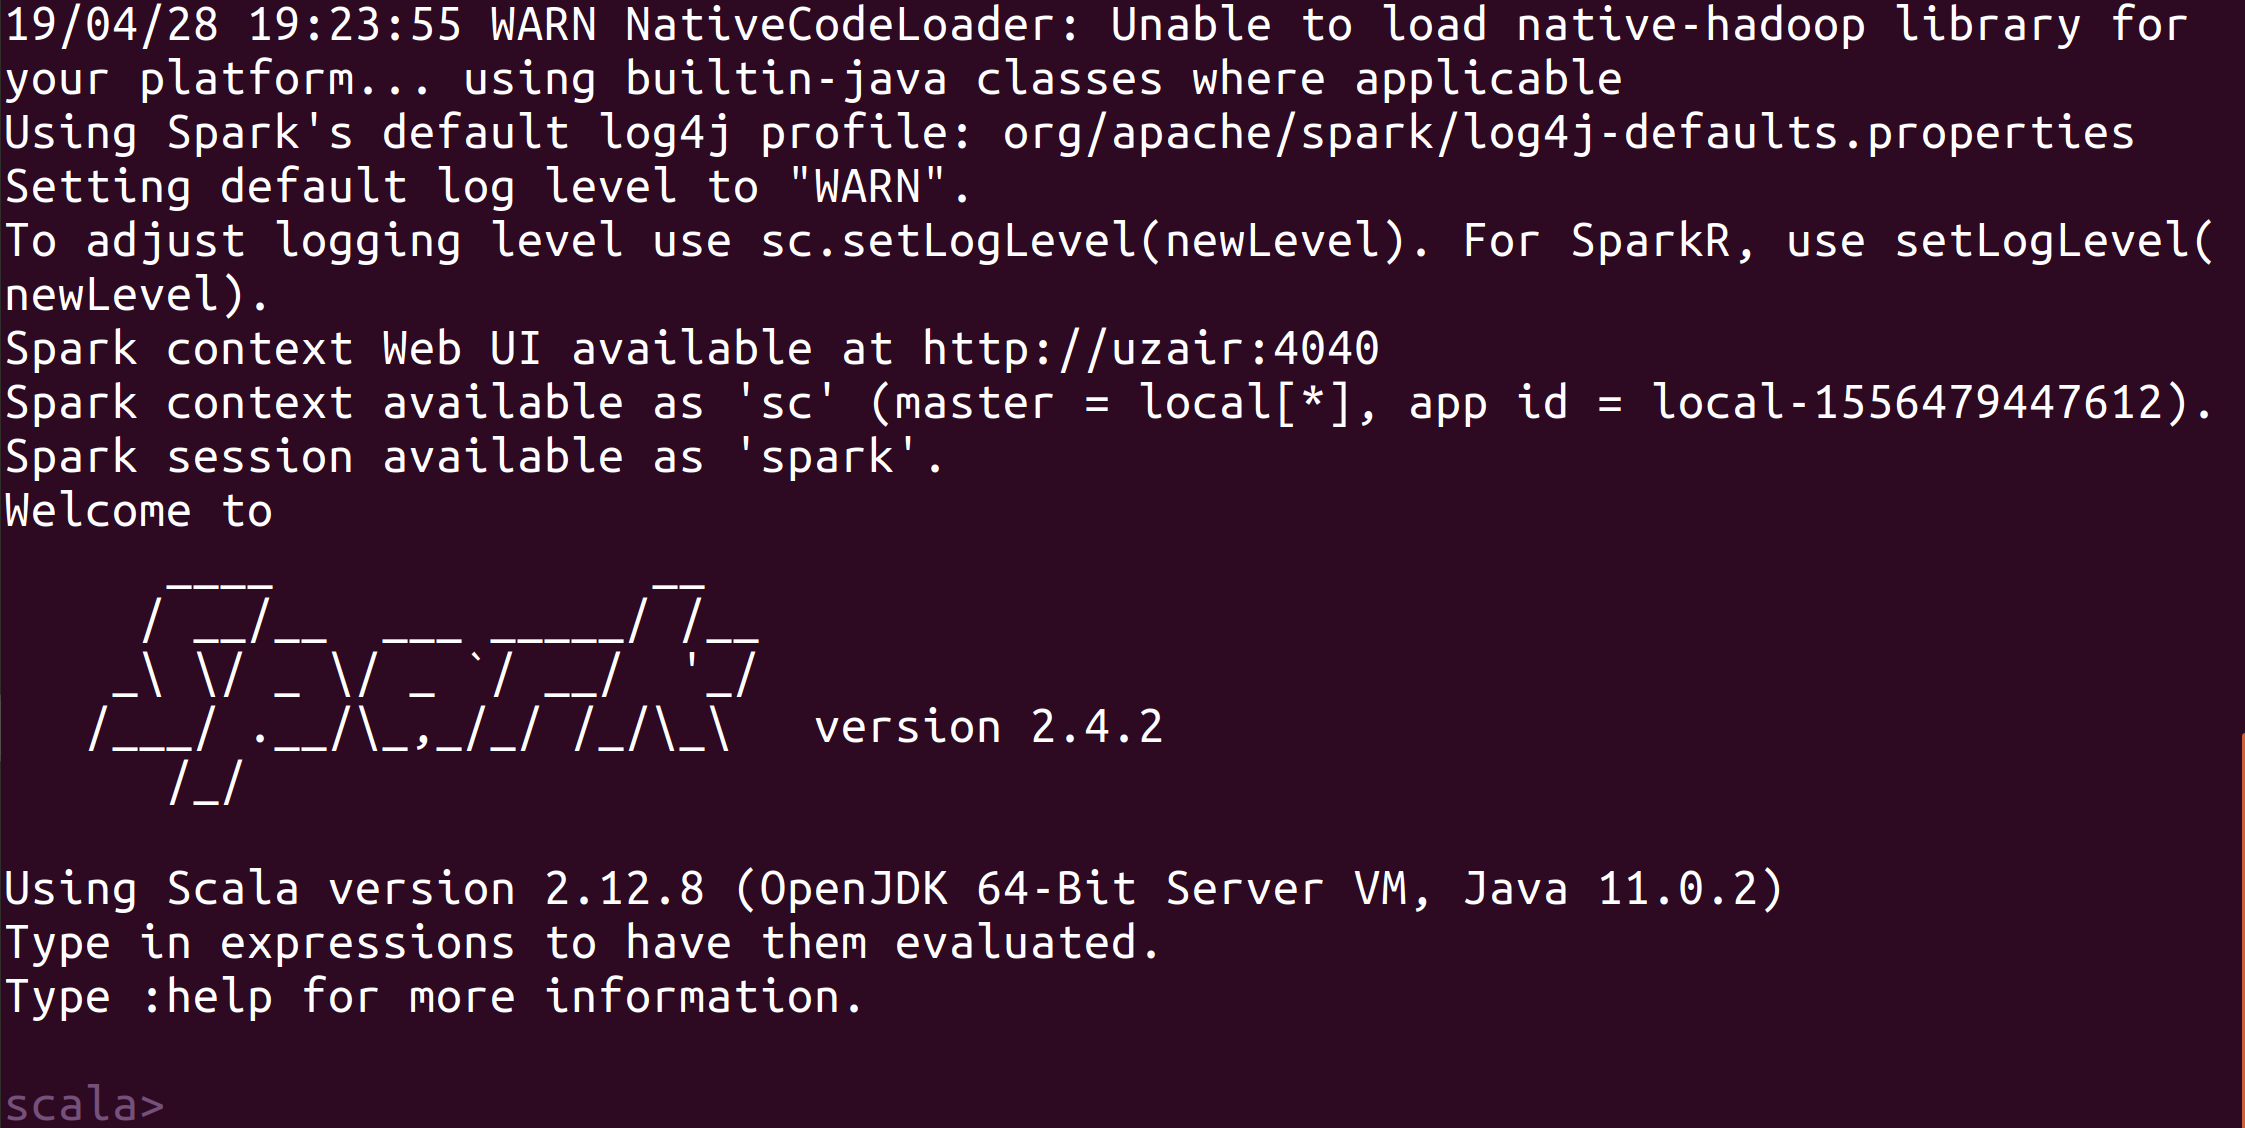 19/04/28 19:23:55 WARN NativeCodeLoader: Unable to load native-hadoop library for
your platform... using builtin-java classes where applicable
Using Spark's default log4j profile: org/apache/spark/log4j-defaults.properties
Setting default log level to "WARN".
To adjust logging level use sc.setLogLevel(newLevel). For SparkR, use setLogLevel(
newLevel).
Spark context Web UI available at http://uzair:4040
Spark context available as 'sc' (master = local[*], app id = local-1556479447612).
Spark session available as 'spark'.
Welcome to
      ____              __
     / __/__  ___ _____/ /__
    _\ \/ _ \/ _ `/ __/  '_/
   /___/ .__/\_,_/_/ /_/\_\   version 2.4.2
      /_/
Using Scala version 2.12.8 (OpenJDK 64-Bit Server VM, Java 11.0.2)
Type in expressions to have them evaluated.
Type :help for more information.
scala>